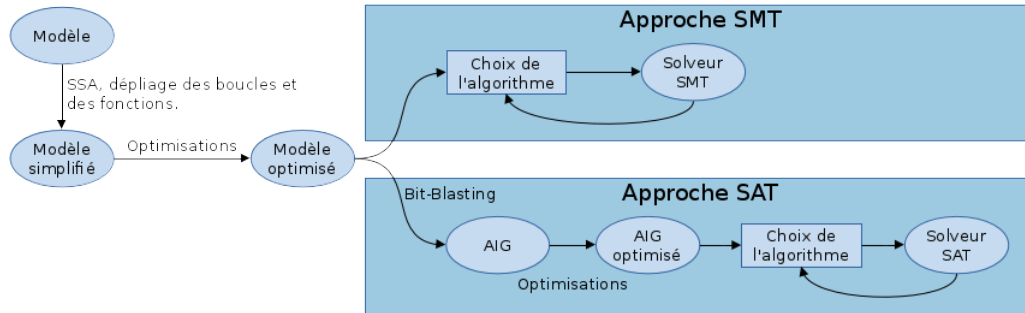 Modèle
SSA, dépliage des boucles et
des fonctions.
Modèle
simplifié
Optimisations
Modèle
optimisé
Approche SMT
Choix de
l'algorithme
Solveur
SMT
Bit-Blasting
Approche SAT
AIG
Optimisations
AIG
optimisé
Choix de
l'algorithme
Solveur
SAT